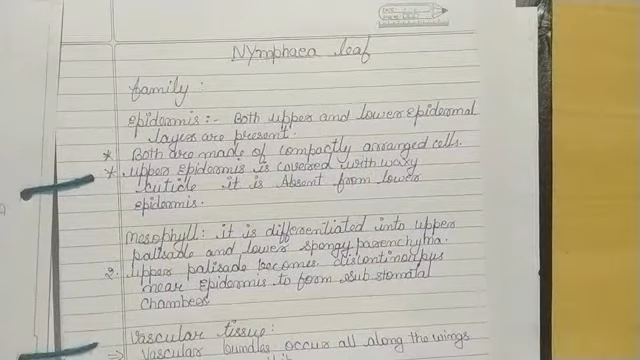 Nymphaea leaf
family :
Epidermis :- Both upper and lower epidermal
layers are present.
* Both are made of compactly arranged cells.
* upper epidermis is covered with waxy
cuticle it is Absent from lower
epidermis.
Mesophyll : it is differentiated into upper
palisade and lower spongy parenchyma.
2. upper palisade becomes discontinuous
near epidermis to form sub stomatal
chambers
Vascular tissue :
→ Vascular bundles occur all along the wings